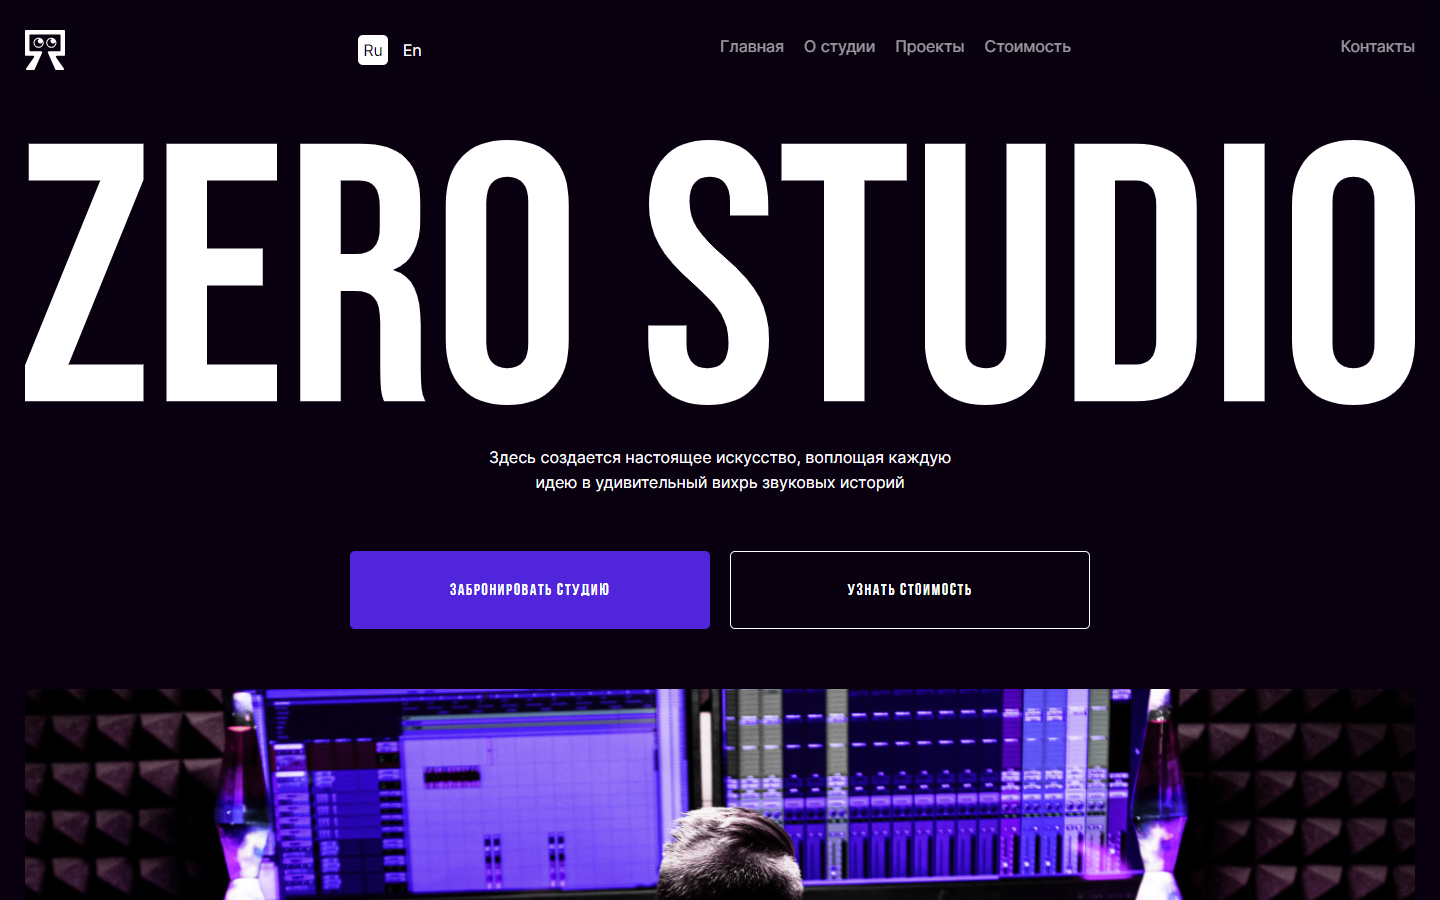 Ru En
Главная О студии Проекты Стоимость
Контакты
ZERO STUDIO
Здесь создается настоящее искусство, воплощая каждую
идею в удивительный вихрь звуковых историй
ЗАБРОНИРОВАТЬ СТУДИЮ
УЗНАТЬ СТОИМОСТЬ